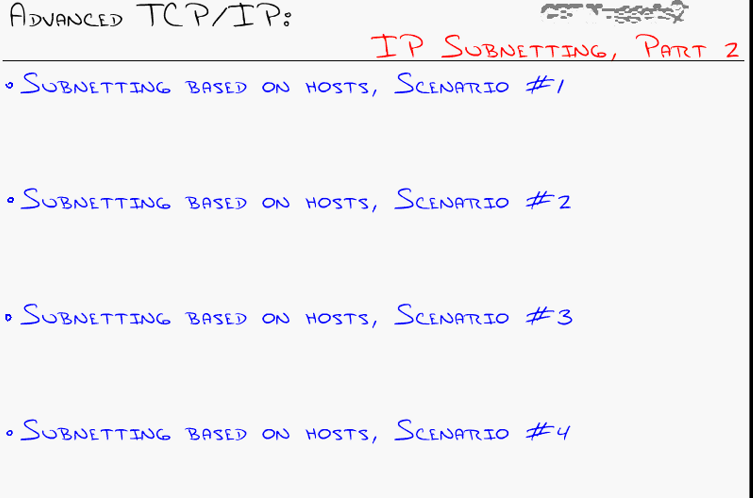 ADVANCED TCP/IP:
IP SUBNETTING, PART 2
• SUBNETTING BASED ON HOSTS, SCENARIO #1
• SUBNETTING BASED ON HOSTS, SCENARIO #2
• SUBNETTING BASED ON HOSTS, SCENARIO #3
• SUBNETTING BASED ON HOSTS, SCENARIO #4